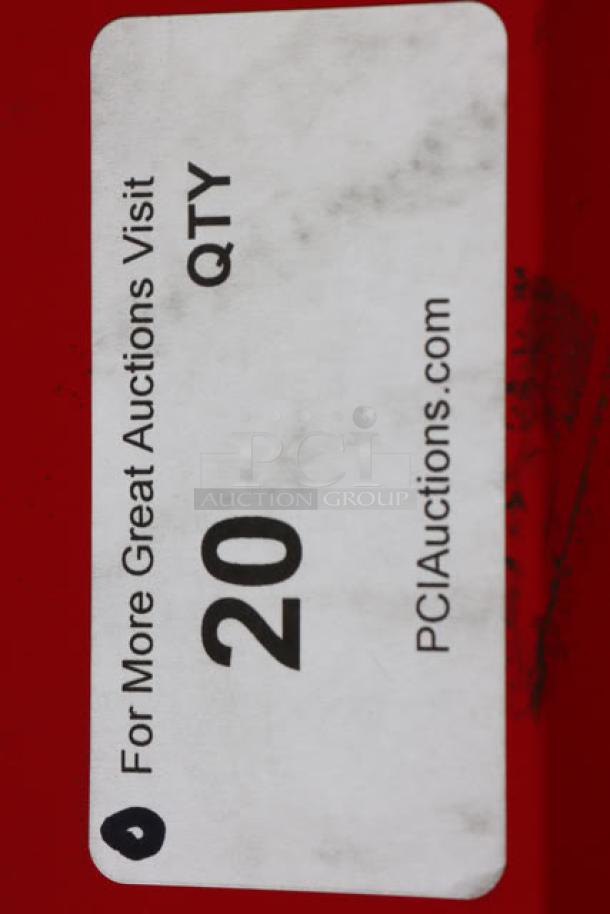 For More Great Auctions Visit
QTY
20
PCIAuctions.com
PCI
AUCTION GROUP